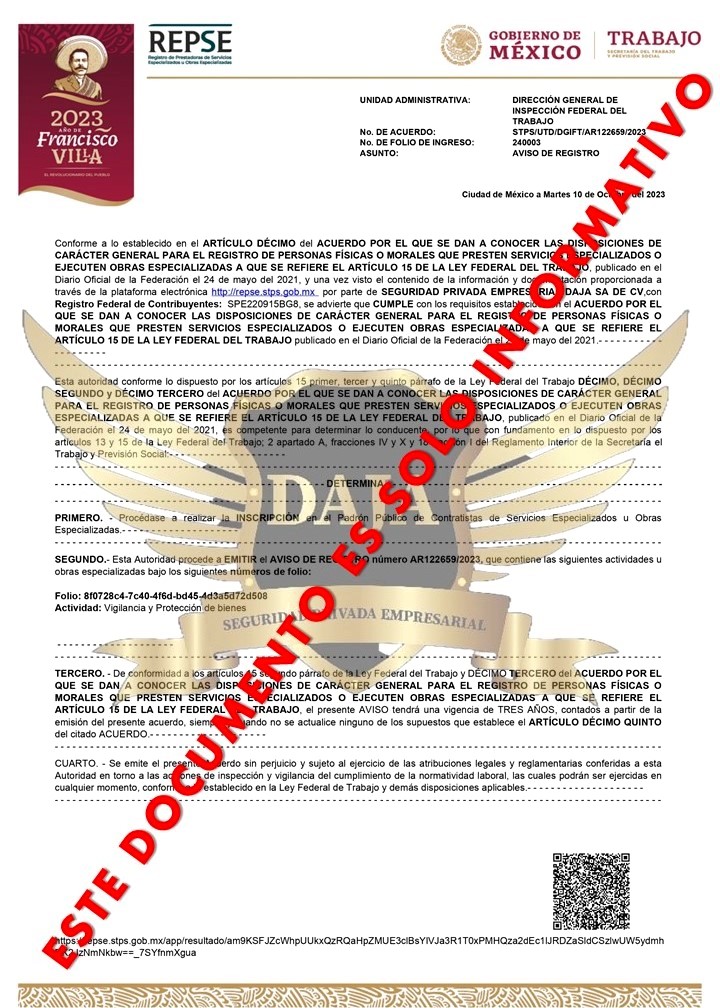 2023
AÑO DE
Francisco
VILLA
EL REVOLUCIONARIO DEL PUEBLO
REPSE
Registro de Prestadoras de Servicios
Especializados u Obras Especializadas
GOBIERNO DE
MÉXICO
TRABAJO
SECRETARÍA DEL TRABAJO
Y PREVISIÓN SOCIAL
UNIDAD ADMINISTRATIVA: DIRECCIÓN GENERAL DE
INSPECCIÓN FEDERAL DEL
TRABAJO
No. DE ACUERDO: STPS/UTD/DGIFT/AR122659/2023
No. DE FOLIO DE INGRESO: 240003
ASUNTO: AVISO DE REGISTRO
Ciudad de México a Martes 10 de Octubre del 2023
Conforme a lo establecido en el ARTÍCULO DÉCIMO del ACUERDO POR EL QUE SE DAN A CONOCER LAS DISPOSICIONES DE
CARÁCTER GENERAL PARA EL REGISTRO DE PERSONAS FÍSICAS O MORALES QUE PRESTEN SERVICIOS ESPECIALIZADOS O
EJECUTEN OBRAS ESPECIALIZADAS A QUE SE REFIERE EL ARTÍCULO 15 DE LA LEY FEDERAL DEL TRABAJO, publicado en el
Diario Oficial de la Federación el 24 de mayo del 2021, y una vez visto el contenido de la información y documentación proporcionada a
través de la plataforma electrónica http://repse.stps.gob.mx por parte de SEGURIDAD PRIVADA EMPRESARIAL DAJA SA DE CV,con
Registro Federal de Contribuyentes: SPE220915BG8, se advierte que CUMPLE con los requisitos establecidos en el ACUERDO POR EL
QUE SE DAN A CONOCER LAS DISPOSICIONES DE CARÁCTER GENERAL PARA EL REGISTRO DE PERSONAS FÍSICAS O
MORALES QUE PRESTEN SERVICIOS ESPECIALIZADOS O EJECUTEN OBRAS ESPECIALIZADAS A QUE SE REFIERE EL
ARTÍCULO 15 DE LA LEY FEDERAL DEL TRABAJO publicado en el Diario Oficial de la Federación el 24 de mayo del 2021.- - - - - - - - - - -
- - - - - - - - -
Esta autoridad conforme lo dispuesto por los artículos 15 primer, tercer y quinto párrafo de la Ley Federal del Trabajo DÉCIMO, DÉCIMO
SEGUNDO y DÉCIMO TERCERO del ACUERDO POR EL QUE SE DAN A CONOCER LAS DISPOSICIONES DE CARÁCTER GENERAL
PARA EL REGISTRO DE PERSONAS FÍSICAS O MORALES QUE PRESTEN SERVICIOS ESPECIALIZADOS O EJECUTEN OBRAS
ESPECIALIZADAS A QUE SE REFIERE EL ARTÍCULO 15 DE LA LEY FEDERAL DEL TRABAJO, publicado en el Diario Oficial de la
Federación el 24 de mayo del 2021, es competente para determinar lo conducente, por lo que con fundamento en lo dispuesto por los
artículos 13 y 15 de la Ley Federal del Trabajo; 2 apartado A, fracciones IV y X y 18 fracción I del Reglamento Interior de la Secretaría el
Trabajo y Previsión Social:- - - - - - - - - - - - - - - - -
DETERMINA
PRIMERO. - Procédase a realizar la INSCRIPCIÓN en el Padrón Público de Contratistas de Servicios Especializados u Obras
Especializadas.- - - - - - - - - - - - - - - - -
SEGUNDO.- Esta Autoridad procede a EMITIR el AVISO DE REGISTRO número AR122659/2023, que contiene las siguientes actividades u
obras especializadas bajo los siguientes números de folio:
Folio: 8f0728c4-7c40-4f6d-bd45-4d3a5d72d508
Actividad: Vigilancia y Protección de bienes
DAJA
SEGURIDAD PRIVADA EMPRESARIAL
TERCERO. - De conformidad a los artículos 15 segundo párrafo de la Ley Federal del Trabajo y DÉCIMO TERCERO del ACUERDO POR EL
QUE SE DAN A CONOCER LAS DISPOSICIONES DE CARÁCTER GENERAL PARA EL REGISTRO DE PERSONAS FÍSICAS O
MORALES QUE PRESTEN SERVICIOS ESPECIALIZADOS O EJECUTEN OBRAS ESPECIALIZADAS A QUE SE REFIERE EL
ARTÍCULO 15 DE LA LEY FEDERAL DEL TRABAJO, el presente AVISO tendrá una vigencia de TRES AÑOS, contados a partir de la
emisión del presente acuerdo, siempre y cuando no se actualice ninguno de los supuestos que establece el ARTÍCULO DÉCIMO QUINTO
del citado ACUERDO.- - - - - - - - - - - - - - - - -
CUARTO. - Se emite el presente Acuerdo sin perjuicio y sujeto al ejercicio de las atribuciones legales y reglamentarias conferidas a esta
Autoridad en torno a las acciones de inspección y vigilancia del cumplimiento de la normatividad laboral, las cuales podrán ser ejercidas en
cualquier momento, conforme lo establecido en la Ley Federal de Trabajo y demás disposiciones aplicables.- - - - - - - - - - - - - - - - - - - -
ESTE DOCUMENTO ES SOLO INFORMATIVO